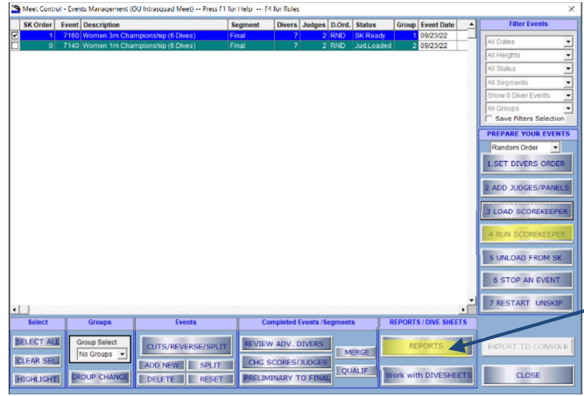 Meet Control - Events Management (OU Intrasquad Meet) -- Press F1 for Help -- F4 for Rules
SK Order Event Description Segment Divers Judges D.Ord. Status Group Event Date
1 7160 Women 3m Championship (6 Dives) Final 7 2 RND SK Ready 1 09/23/22
0 7140 Women 1m Championship (6 Dives) Final 7 2 RND Jud.Loaded 2 09/23/22
Filter Events
All Dates
All Heights
All Status
All Segments
Show 0 Diver Events
All Groups
Save Filters Selection
PREPARE YOUR EVENTS
Random Order
1.SET DIVERS ORDER
2 ADD JUDGES/PANELS
3 LOAD SCOREKEEPER
4 RUN SCOREKEEPER
5 UNLOAD FROM SK
6 STOP AN EVENT
7 RESTART UNSKIP
Select Groups Events Completed Events /Segments REPORTS / DIVE SHEETS
SELECT ALL Group Select CUTS/REVERSE/SPLIT REVIEW ADV. DIVERS MERGE REPORTS EXPORT TO CONSOLE
CLEAR SEL No Groups ADD NEW SPLIT CHG SCORES/JUDGES QUALIF
HIGHLIGHT GROUP CHANGE DELETE RESET PRELIMINARY TO FINAL Work with DIVESHEETS CLOSE